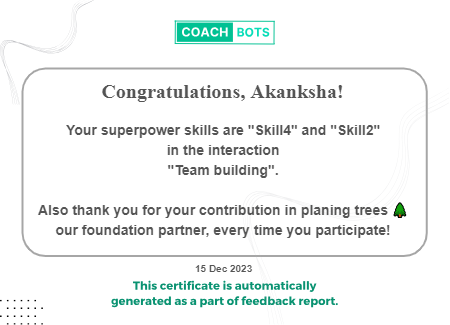 COACH BOTS
Congratulations, Akanksha!
Your superpower skills are "Skill4" and "Skill2"
in the interaction
"Team building".
Also thank you for your contribution in planing trees 🌲
our foundation partner, every time you participate!
15 Dec 2023
This certificate is automatically
generated as a part of feedback report.